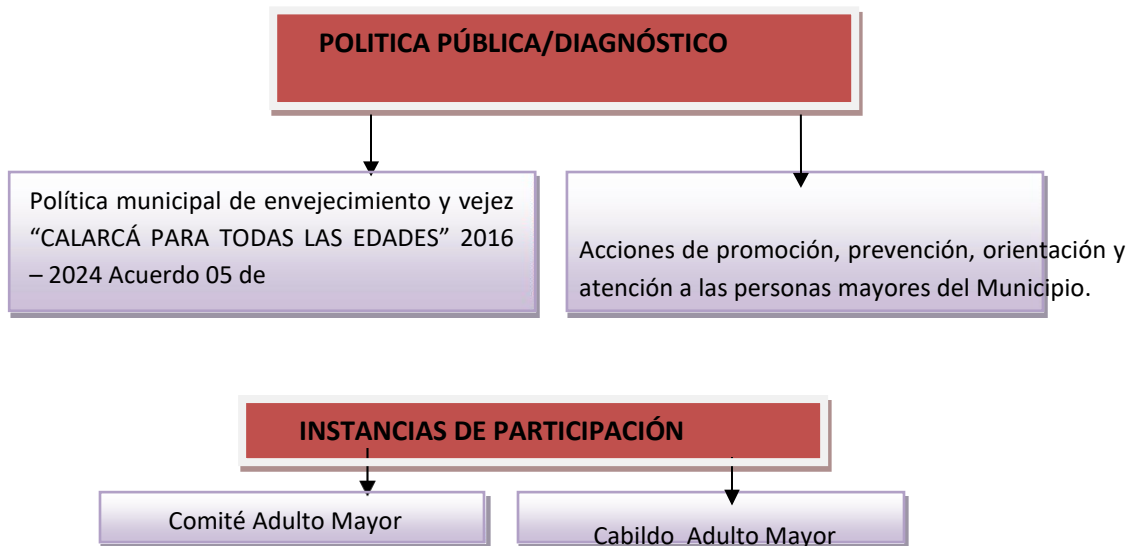 POLITICA PÚBLICA/DIAGNÓSTICO
Política municipal de envejecimiento y vejez
“CALARCÁ PARA TODAS LAS EDADES” 2016
– 2024 Acuerdo 05 de
Acciones de promoción, prevención, orientación y
atención a las personas mayores del Municipio.
INSTANCIAS DE PARTICIPACIÓN
Comité Adulto Mayor
Cabildo Adulto Mayor